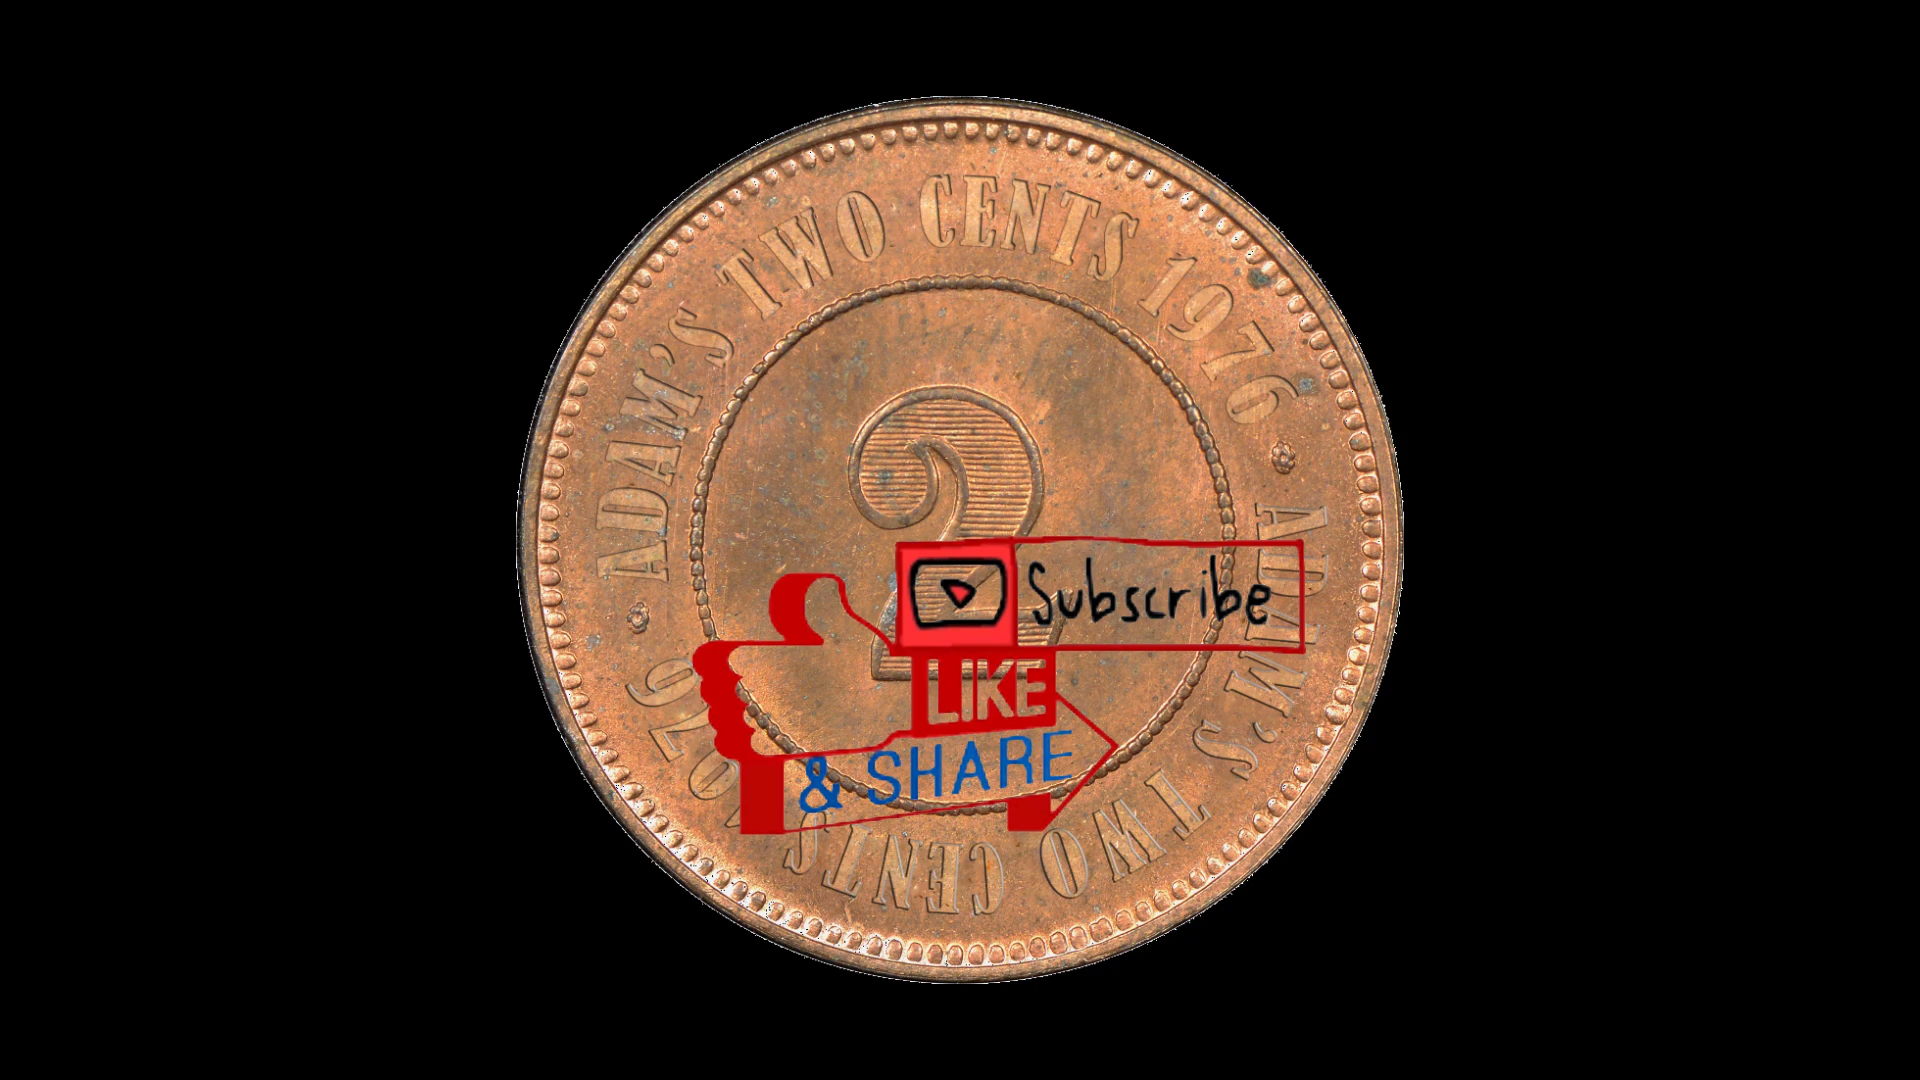 ADAM'S TWO CENTS 1976
ADAM'S TWO CENTS 1976
2
Subscribe
LIKE
& SHARE